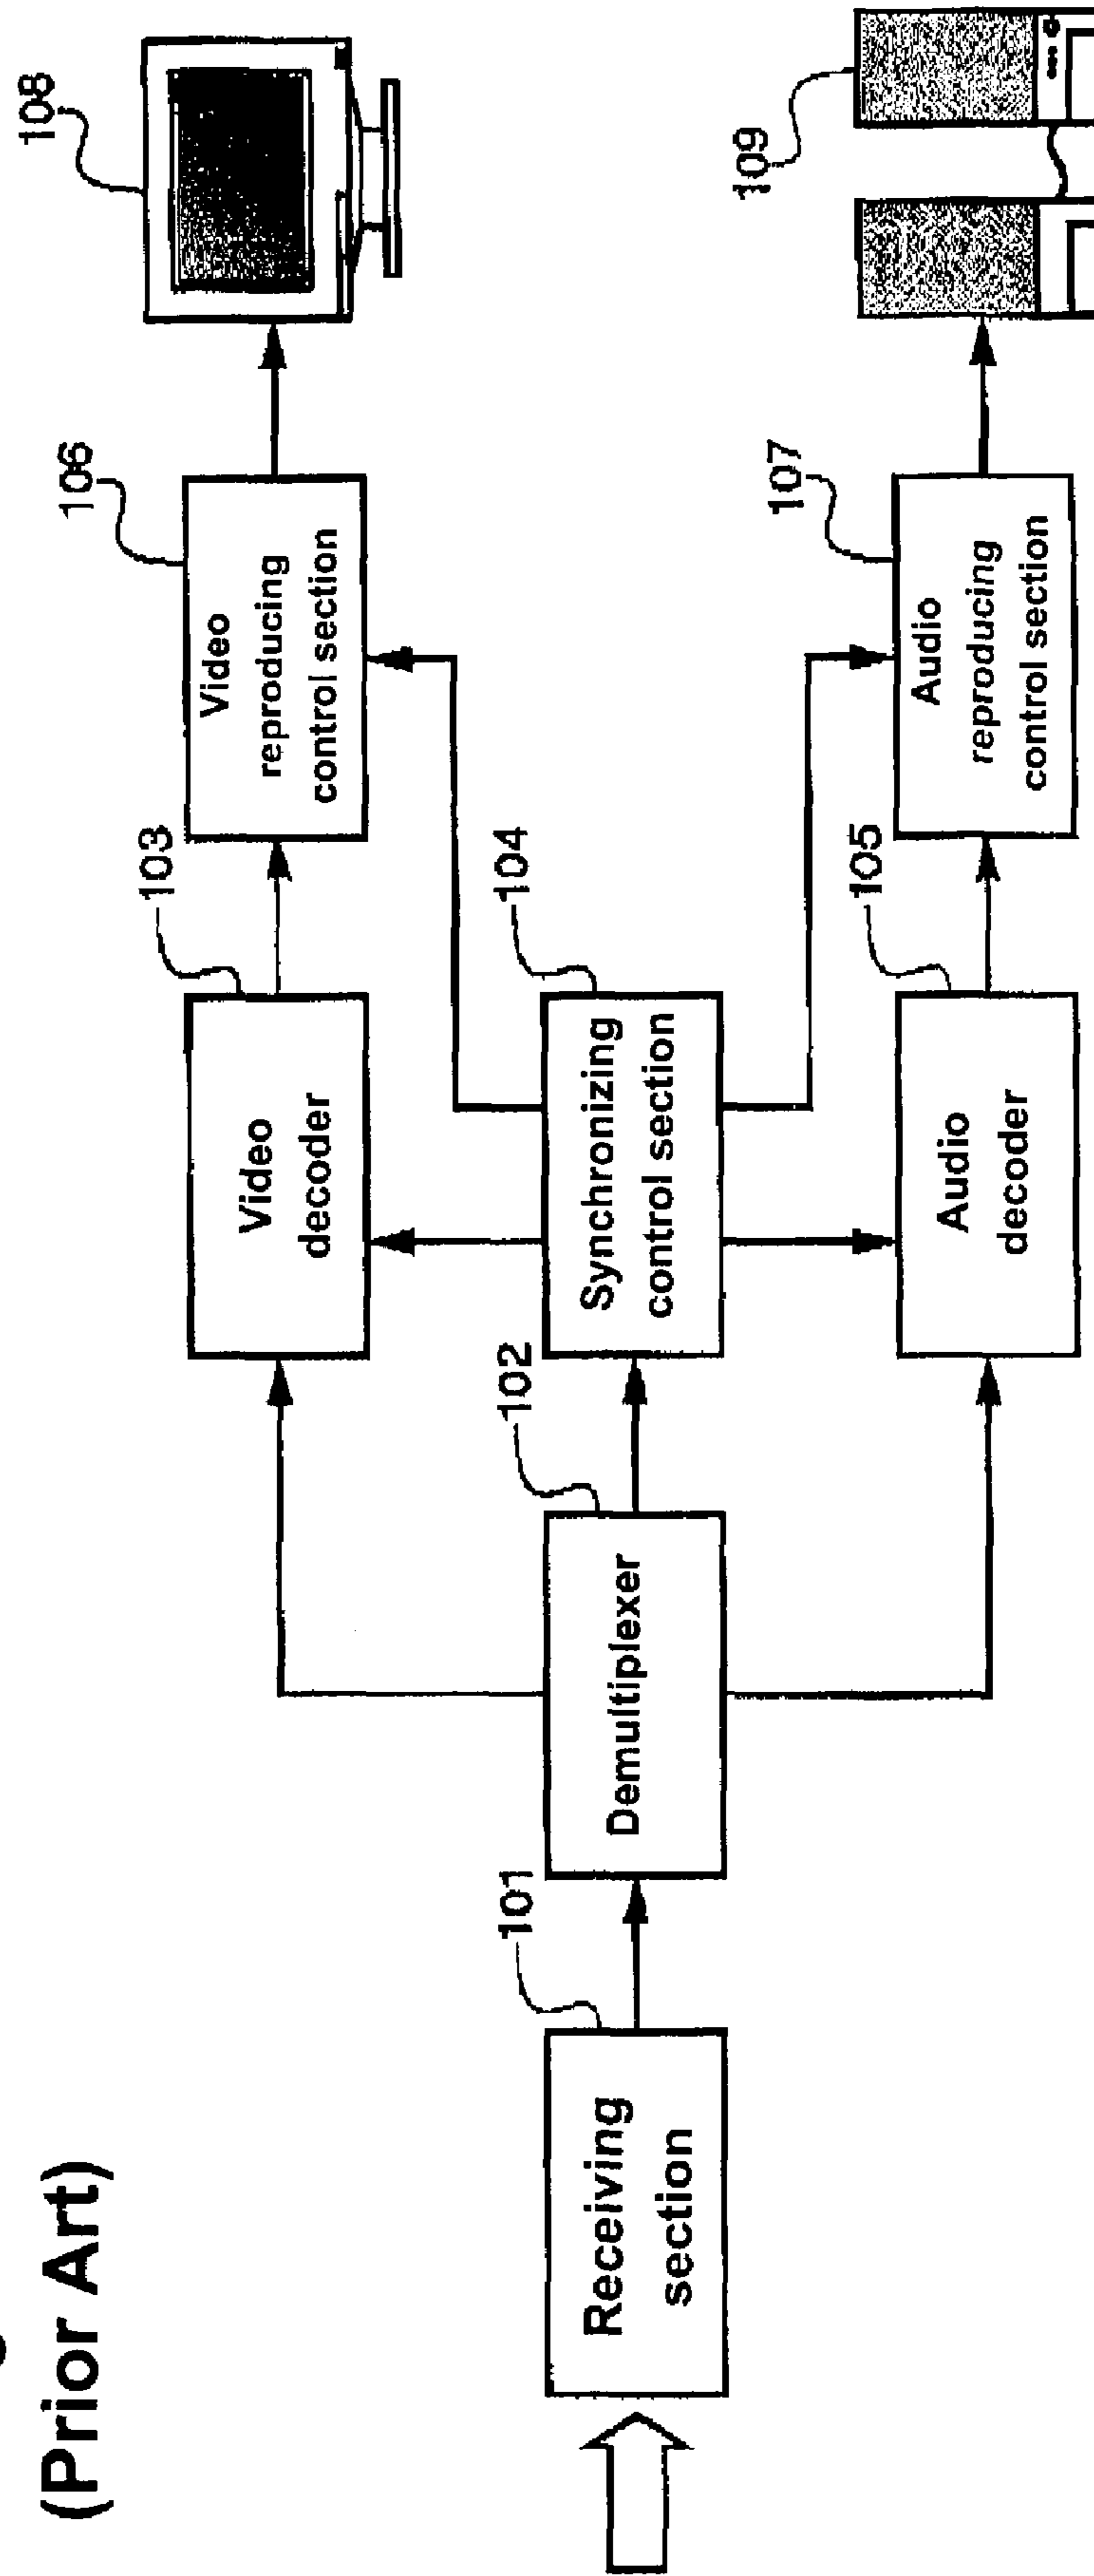 (Prior Art)
108
106
Video
reproducing
control section
103
Video
decoder
104
Synchronizing
control section
102
Demultiplexer
101
Receiving
section
105
Audio
decoder
107
Audio
reproducing
control section
109